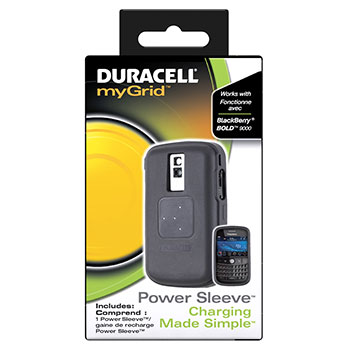 DURACELL®
myGrid™
Works with
Fonctionne
avec
BlackBerry®
BOLD™ 9000
Power Sleeve™
Charging
Made Simple™
Includes:
Comprend :
1 Power Sleeve™/
gaine de recharge
Power Sleeve™